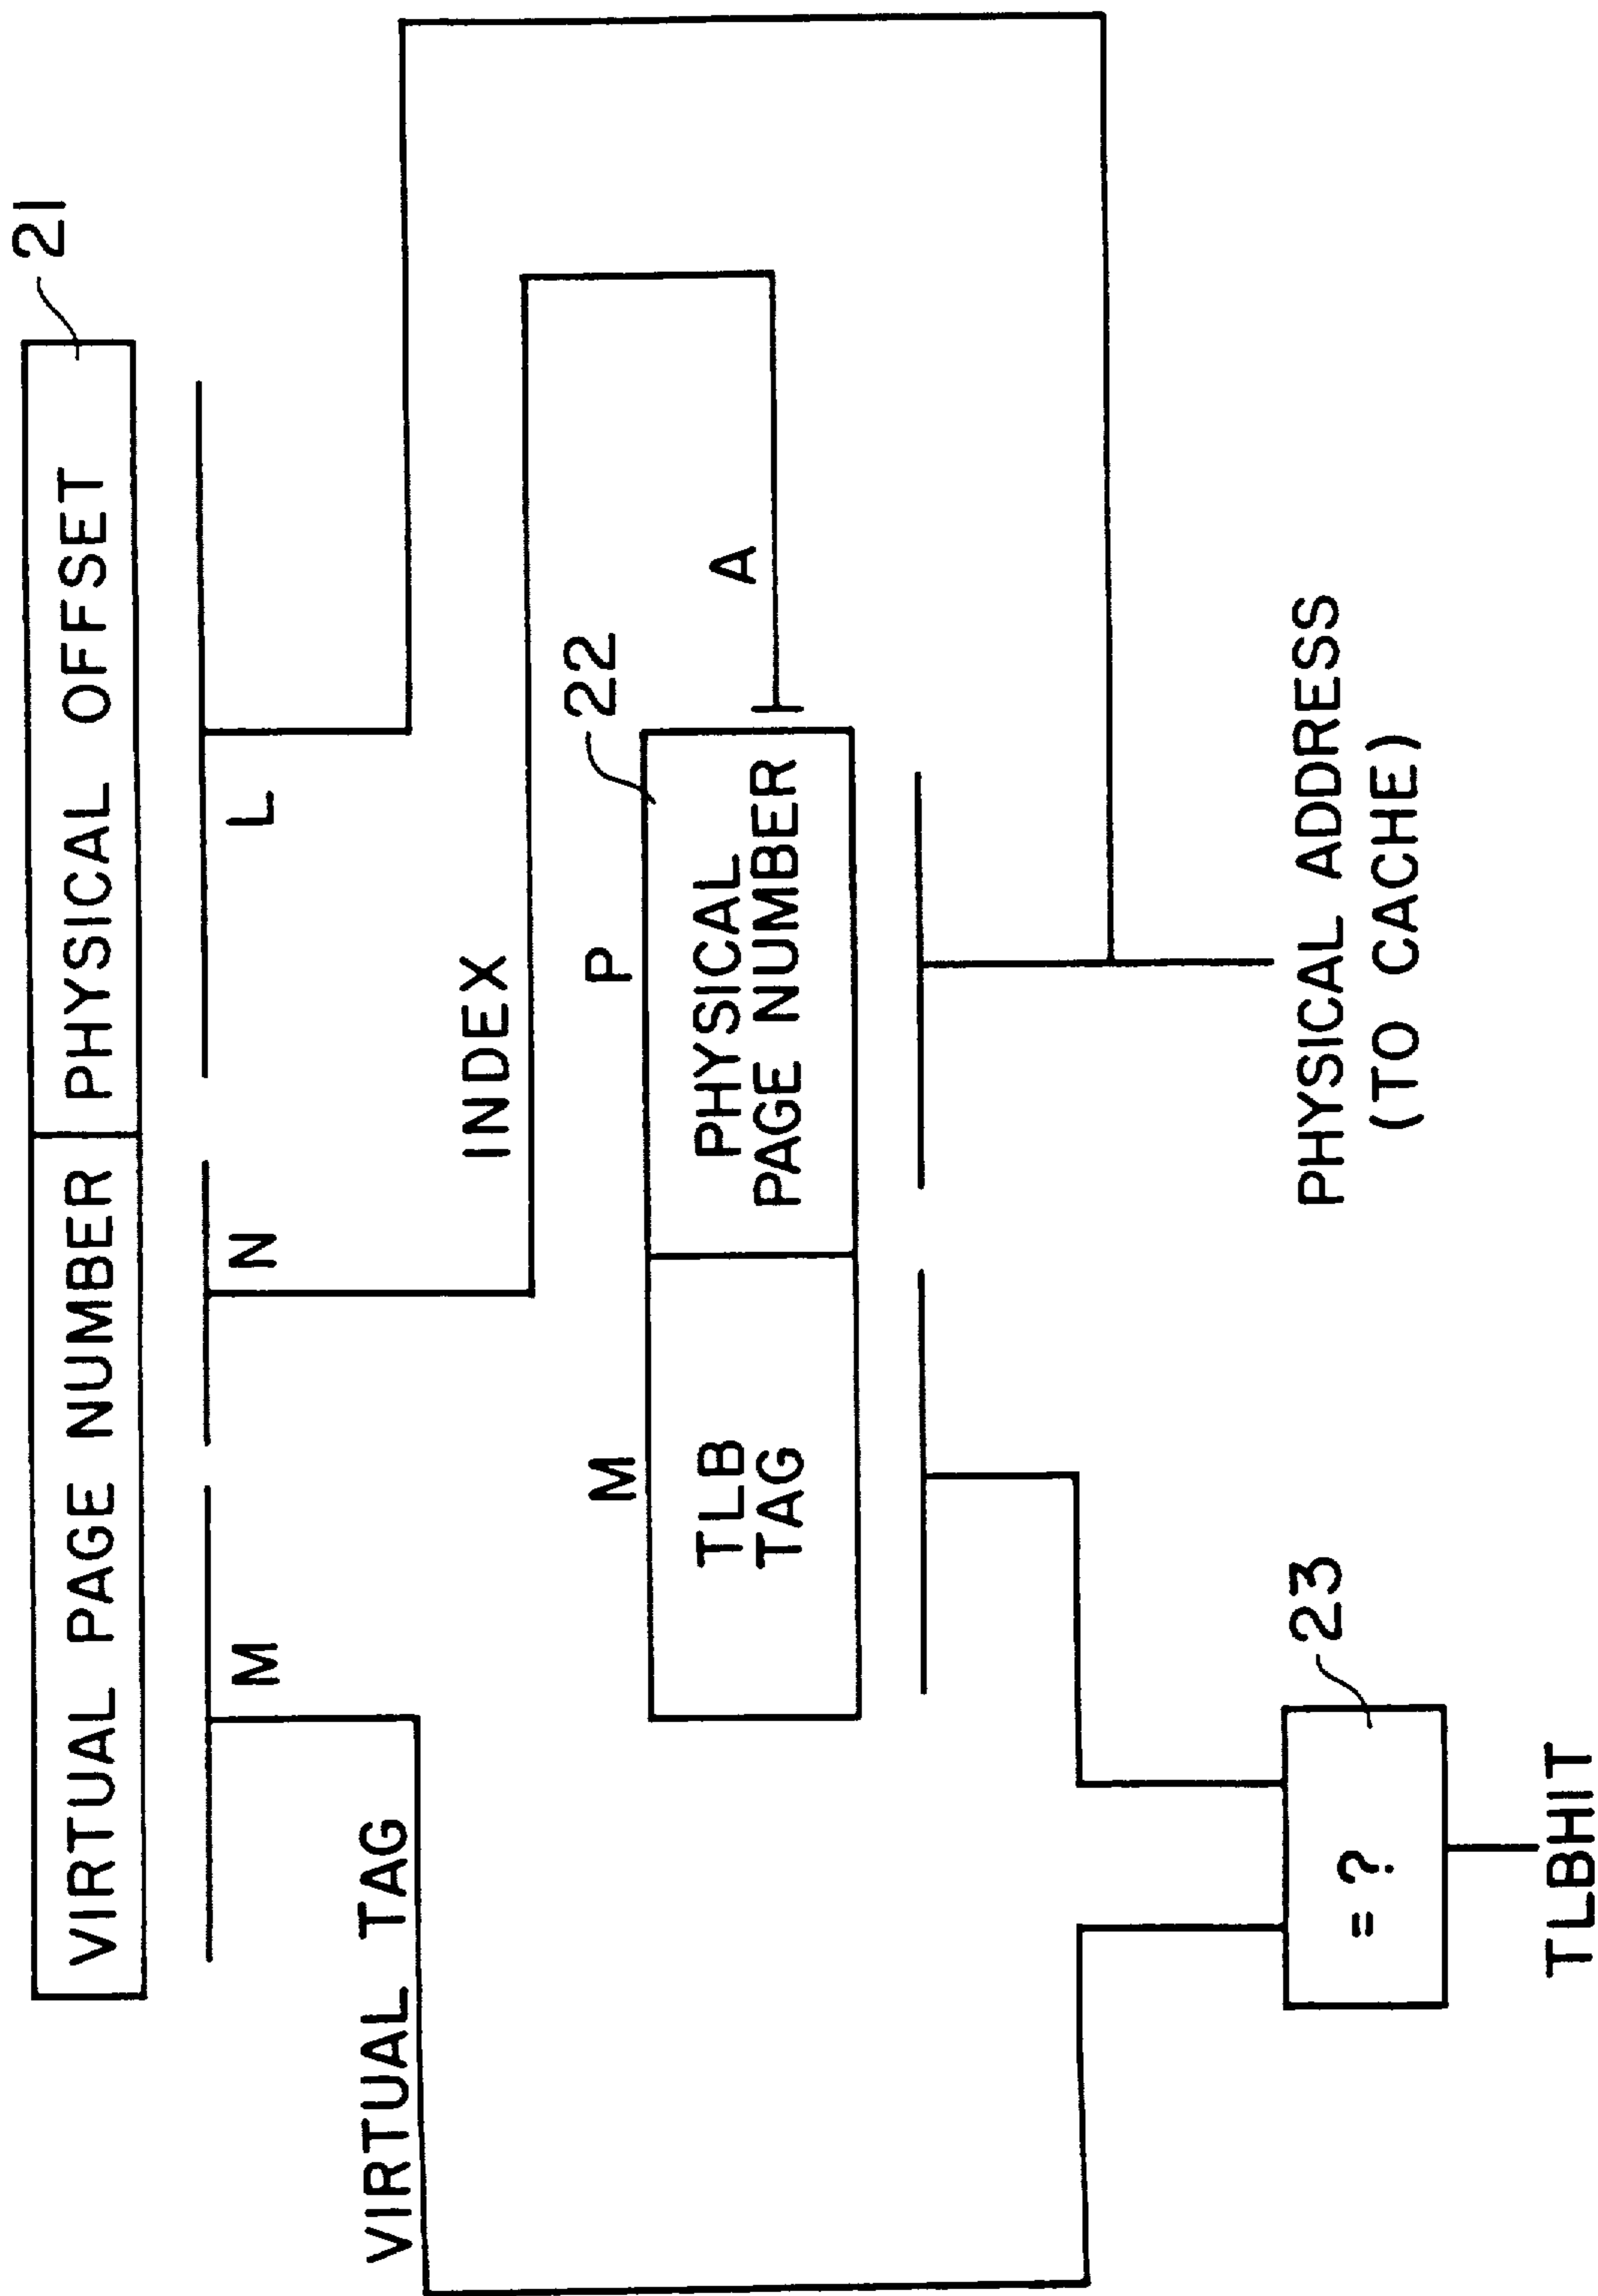 21
VIRTUAL PAGE NUMBER
PHYSICAL OFFSET
M
N
L
VIRTUAL TAG
INDEX
22
M
P
A
TLB
TAG
PHYSICAL
PAGE NUMBER
23
= ?
TLBHIT
PHYSICAL ADDRESS
(TO CACHE)